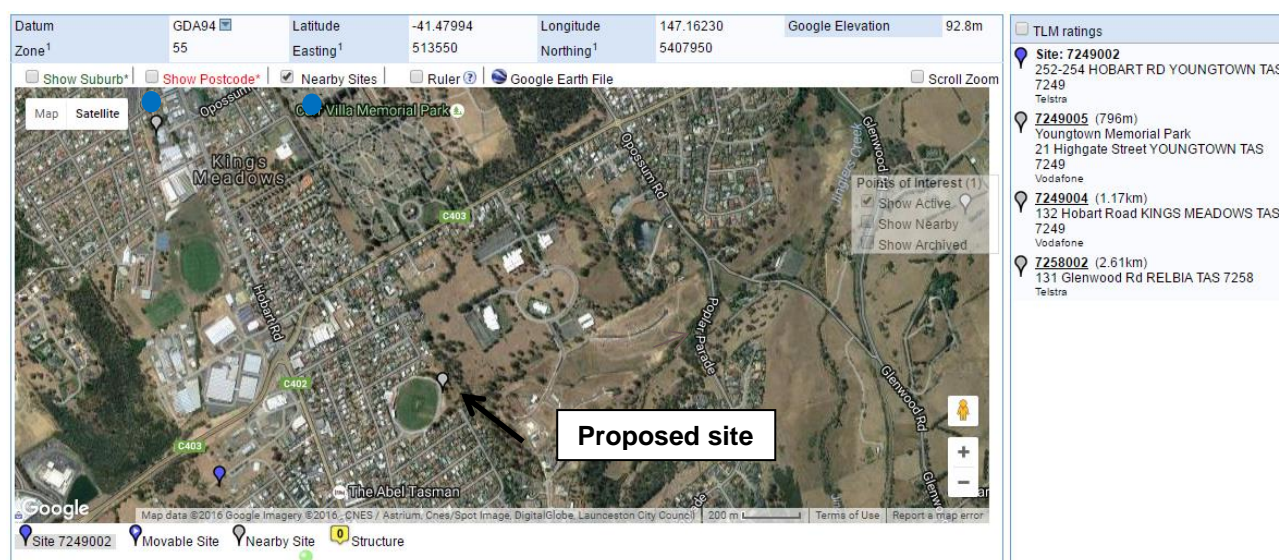 Datum GDA94 Latitude -41.47994 Longitude 147.16230 Google Elevation 92.8m
Zone1 55 Easting1 513550 Northing1 5407950
Show Suburb* Show Postcode* Nearby Sites Ruler Google Earth File Scroll Zoom
Map Satellite
Opossum
Villa Memorial Park
Kings
Meadows
C403
Opossum Rd
Glenwood
Points of Interest (1)
Show Active
Show Nearby
Show Archived
Hobart Rd
Poplar Parade
C402
Glenwood Rd
Proposed site
C403
The Abel
Tasman
Google
Map data ©2016 Google Imagery ©2016 , CNES / Astrium, Cnes/Spot Image, DigitalGlobe, Launceston City Council 200 m Terms of Use Report a map error
Site 7249002 Movable Site Nearby Site 0 Structure
TLM ratings
Site: 7249002
252-254 HOBART RD YOUNGTOWN TAS
7249
Telstra
7249005 (796m)
Youngtown Memorial Park
21 Highgate Street YOUNGTOWN TAS
7249
Vodafone
7249004 (1.17km)
132 Hobart Road KINGS MEADOWS TAS
7249
Vodafone
7258002 (2.61km)
131 Glenwood Rd RELBIA TAS 7258
Telstra